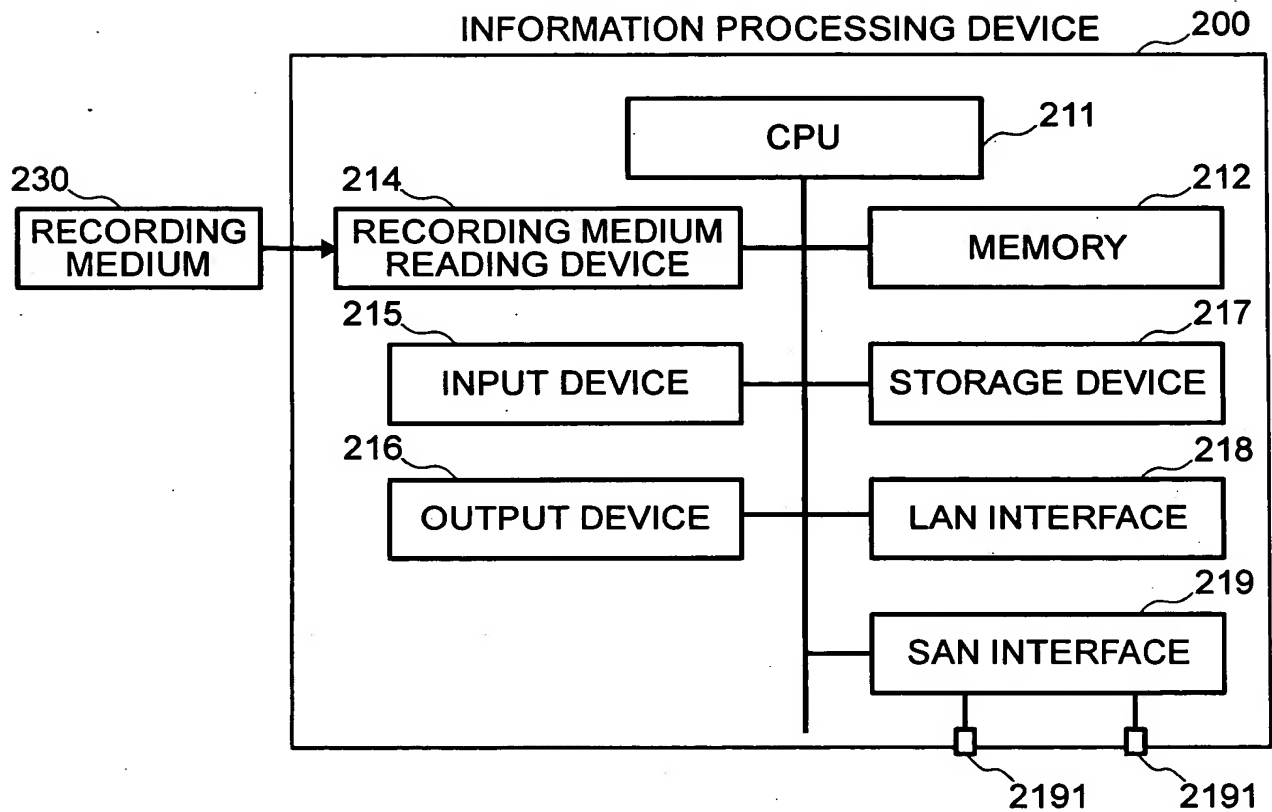 INFORMATION PROCESSING DEVICE 200
CPU
211
230
RECORDING
MEDIUM
214
RECORDING MEDIUM
READING DEVICE
212
MEMORY
215
INPUT DEVICE
217
STORAGE DEVICE
216
OUTPUT DEVICE
218
LAN INTERFACE
219
SAN INTERFACE
2191 2191